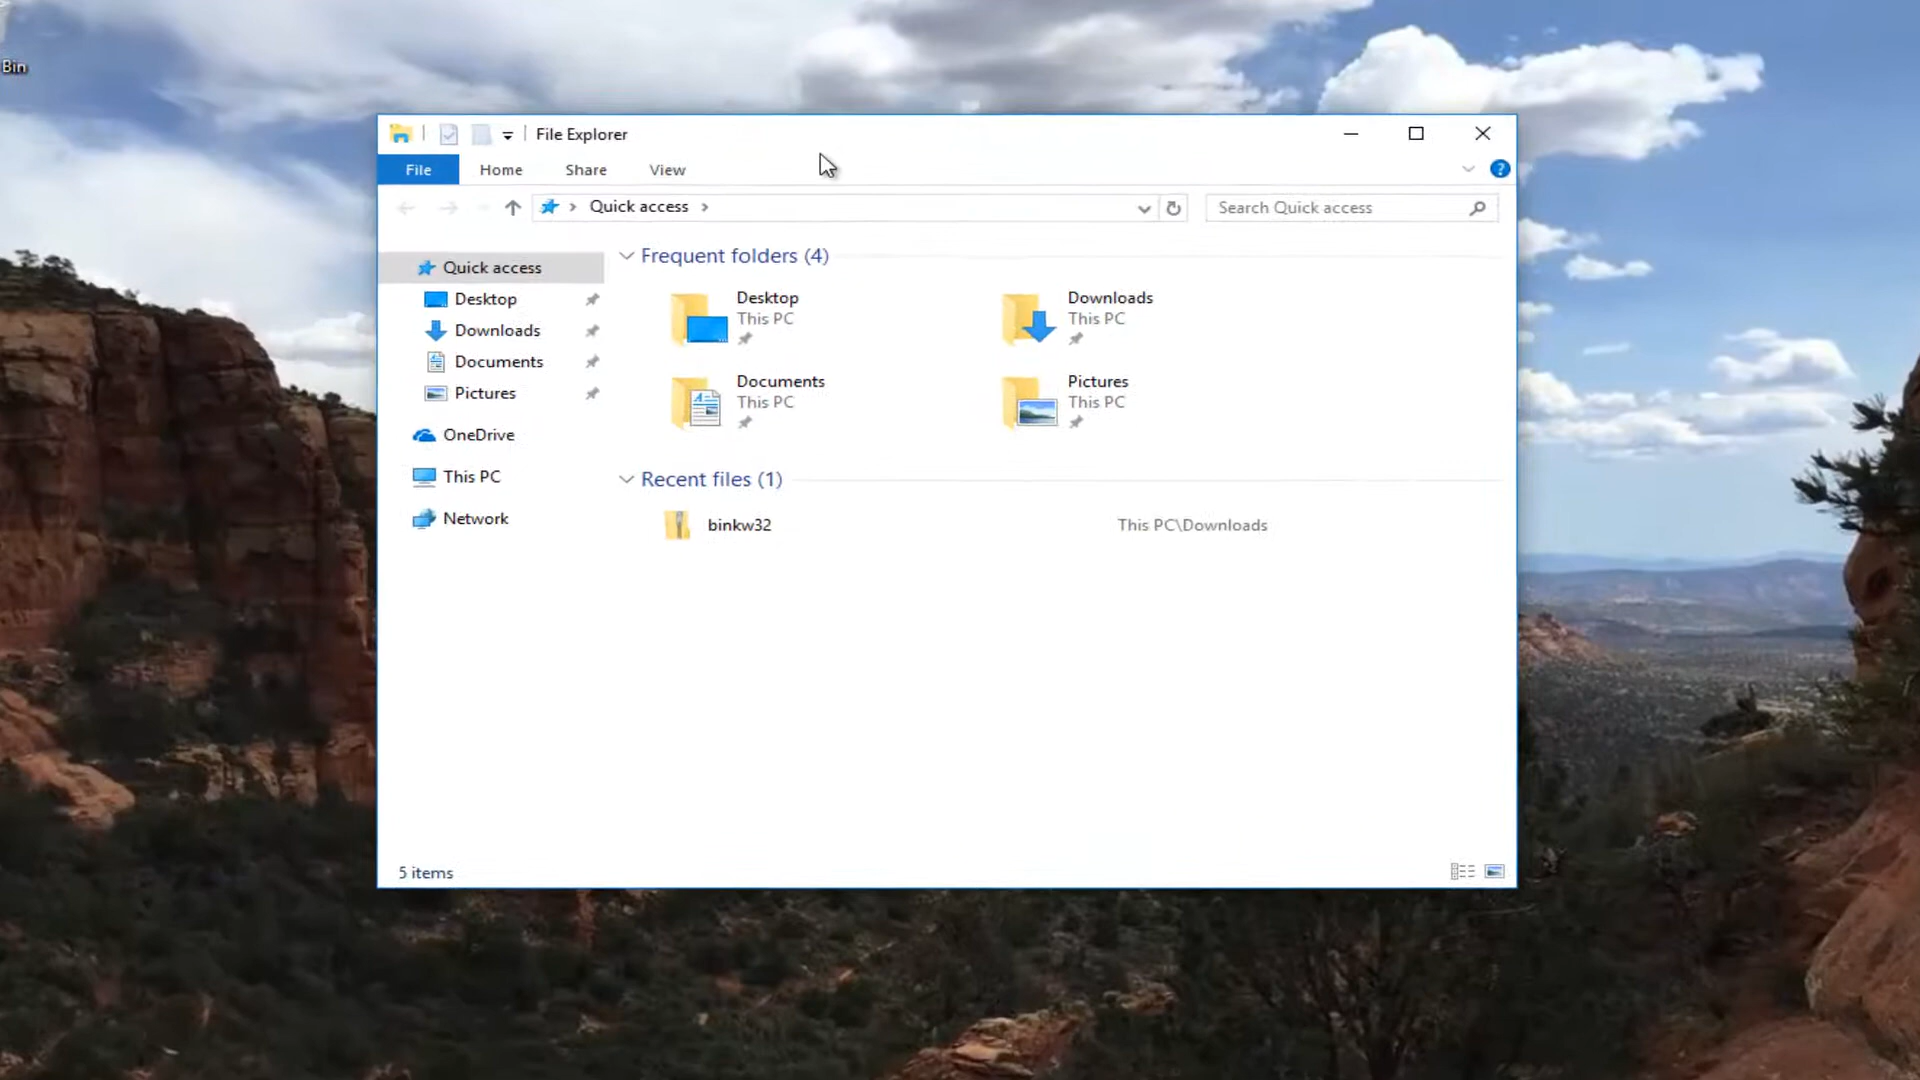 Bin
File Explorer
File Home Share View
Quick access
Search Quick access
Quick access
Desktop
Downloads
Documents
Pictures
OneDrive
This PC
Network
Frequent folders (4)
Desktop
This PC
Downloads
This PC
Documents
This PC
Pictures
This PC
Recent files (1)
binkw32 This PC\Downloads
5 items